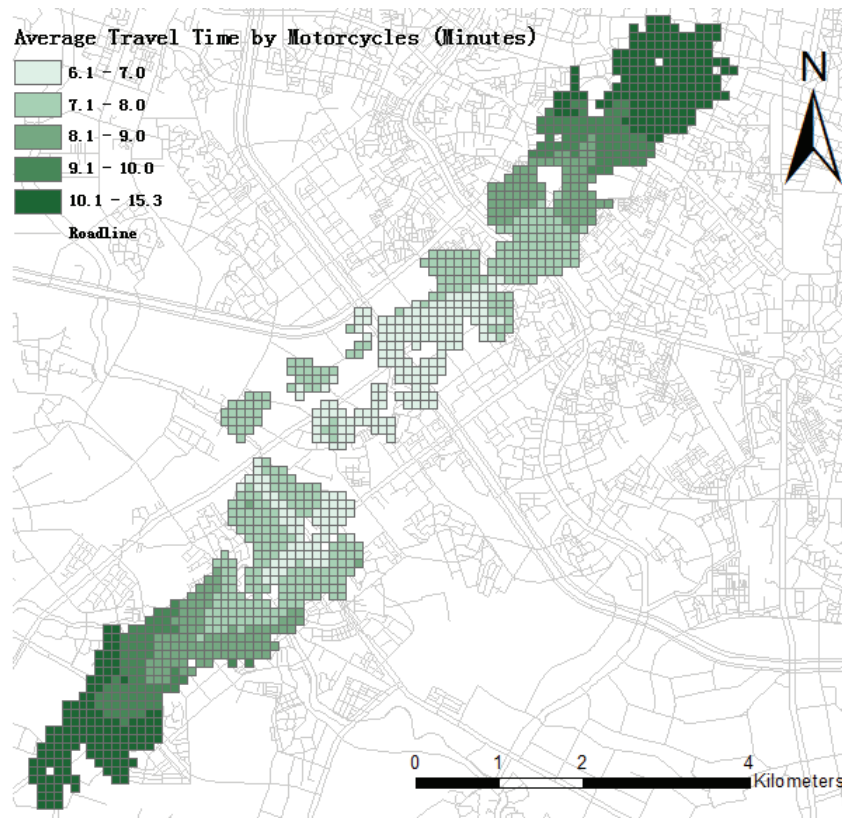 Average Travel Time by Motorcycles (Minutes)
6.1 - 7.0
7.1 - 8.0
8.1 - 9.0
9.1 - 10.0
10.1 - 15.3
Roadline
N
0 1 2 4
Kilometers